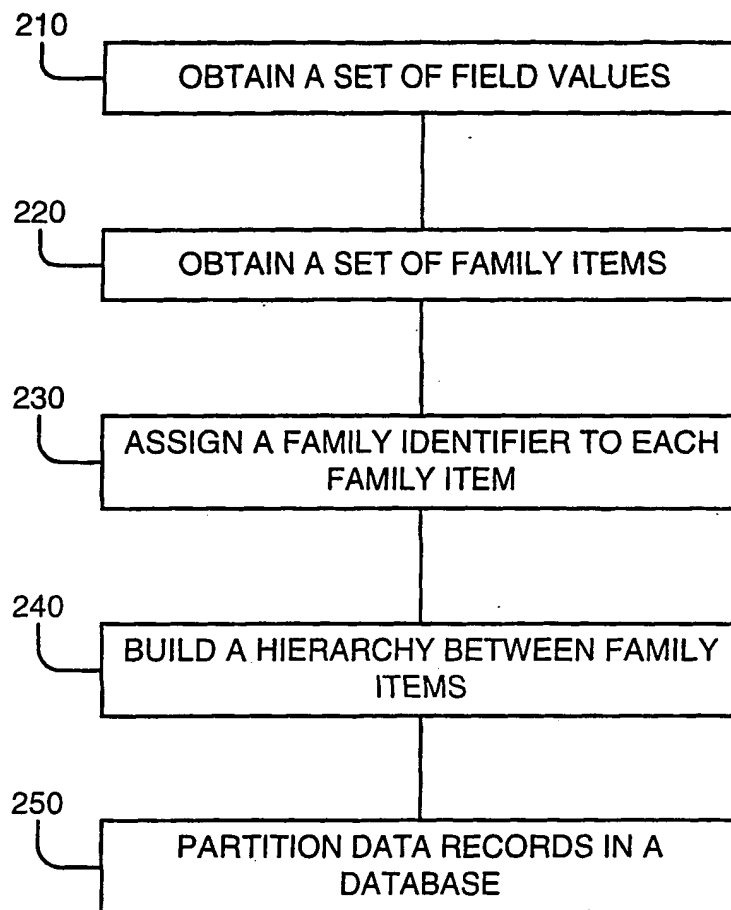 210
OBTAIN A SET OF FIELD VALUES
220
OBTAIN A SET OF FAMILY ITEMS
230
ASSIGN A FAMILY IDENTIFIER TO EACH
FAMILY ITEM
240
BUILD A HIERARCHY BETWEEN FAMILY
ITEMS
250
PARTITION DATA RECORDS IN A
DATABASE